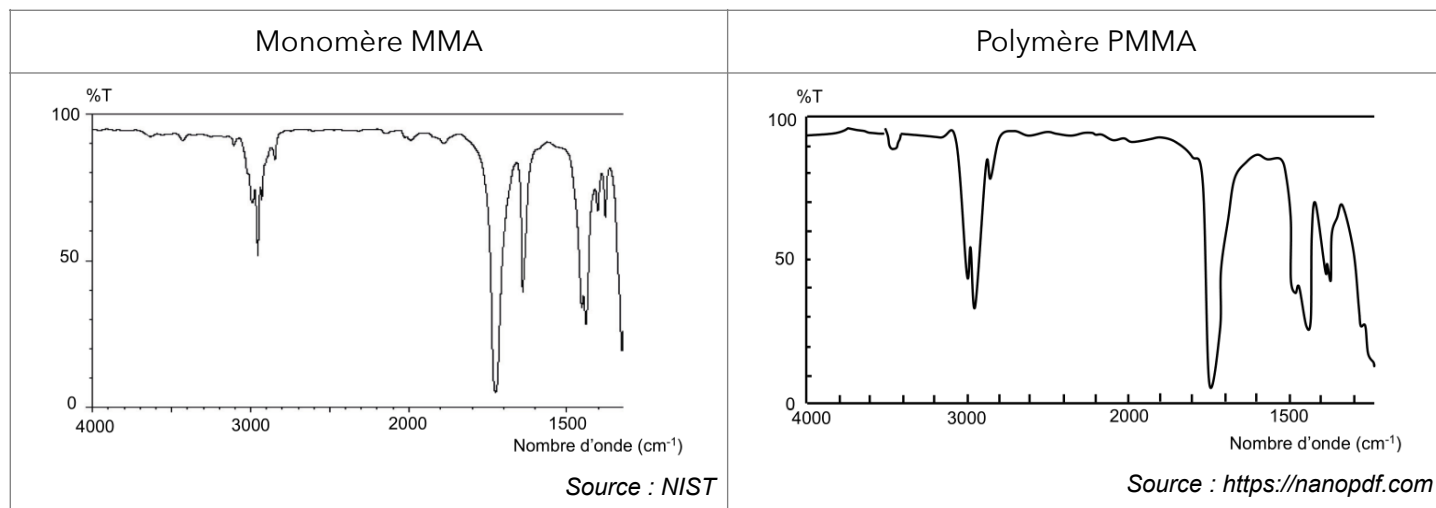 Monomère MMA
%T
100
50
0
4000
3000
2000
1500
Nombre d'onde (cm-1)
Source : NIST
Polymère PMMA
%T
100
50
0
4000
3000
2000
1500
Nombre d'onde (cm-1)
Source : https://nanopdf.com